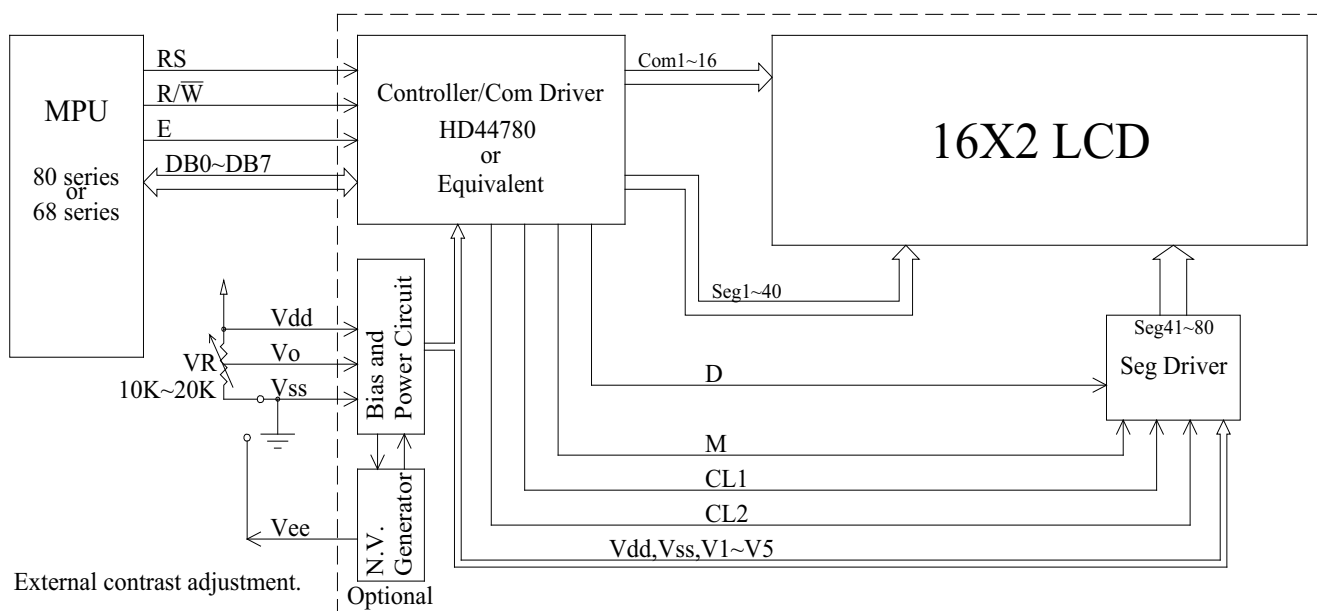 MPU
80 series
or
68 series
RS
R/W̅
E
DB0~DB7
Controller/Com Driver
HD44780
or
Equivalent
Com1~16
16X2 LCD
Seg1~40
Seg41~80
Seg Driver
Vdd
Vo
Vss
VR
10K~20K
Bias and
Power Circuit
D
M
CL1
CL2
Vdd,Vss,V1~V5
Vee
N.V.
Generator
Optional
External contrast adjustment.